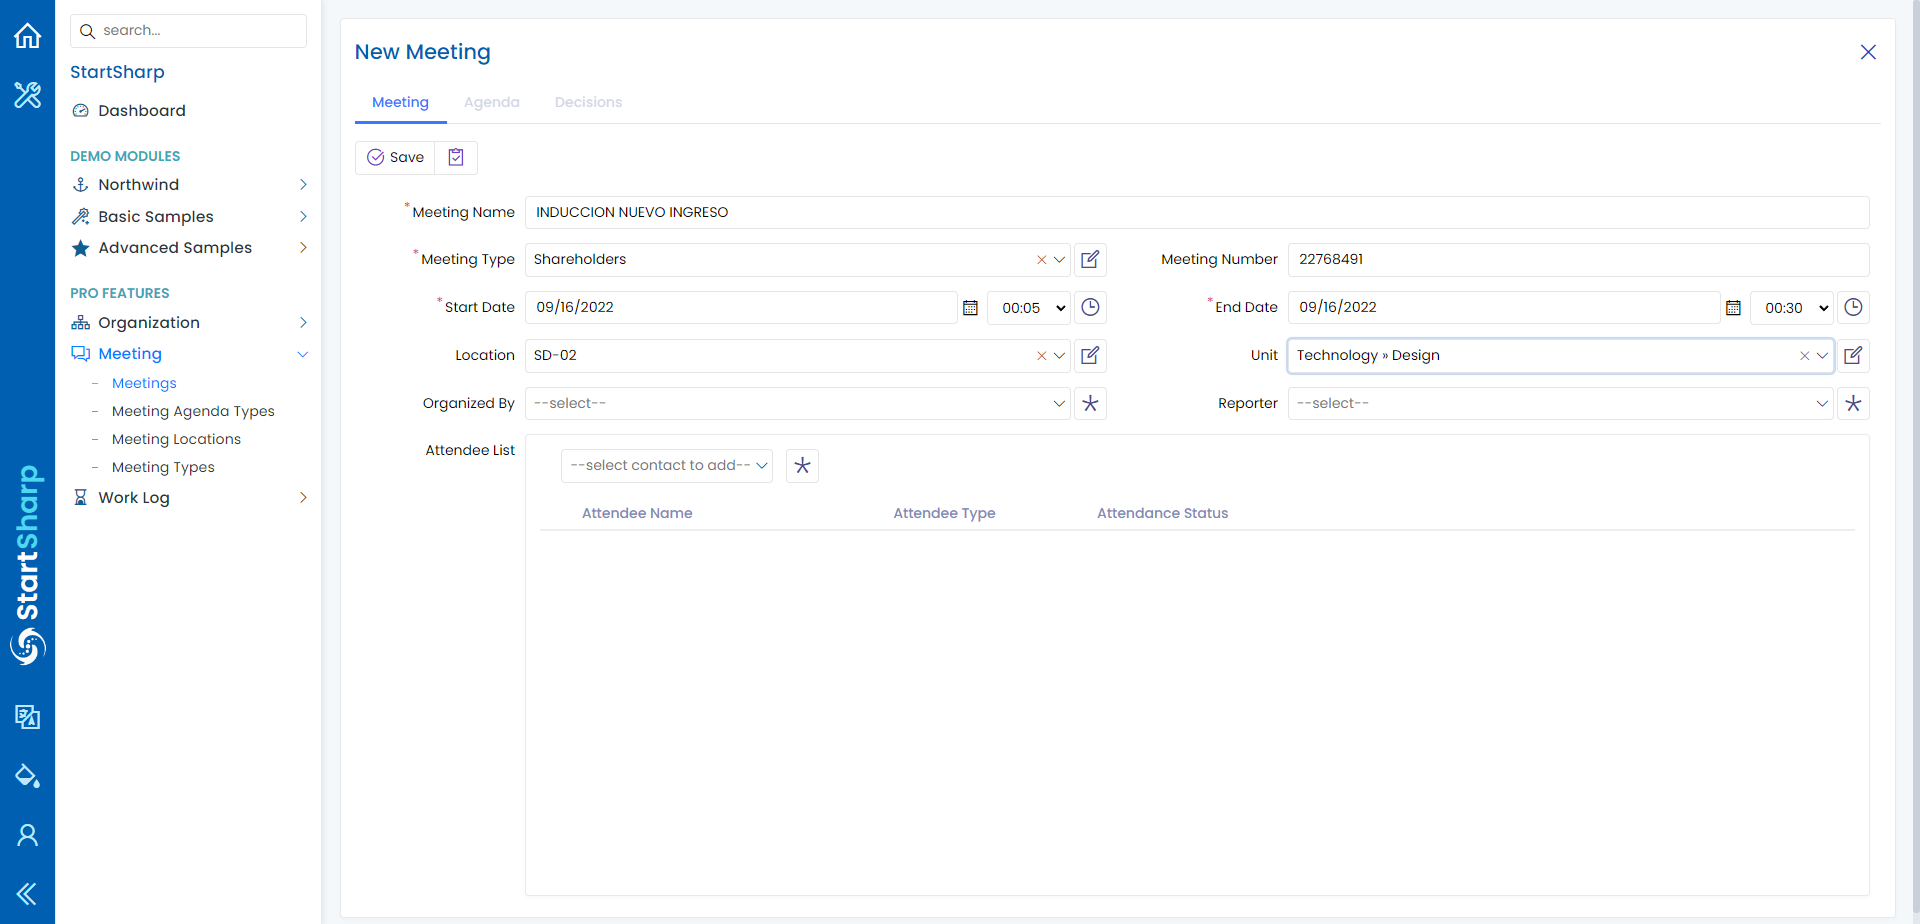 search...
StartSharp
Dashboard
DEMO MODULES
Northwind
Basic Samples
Advanced Samples
PRO FEATURES
Organization
Meeting
- Meetings
- Meeting Agenda Types
- Meeting Locations
- Meeting Types
Work Log
StartSharp
New Meeting
Meeting Agenda Decisions
Save
*Meeting Name INDUCCION NUEVO INGRESO
*Meeting Type Shareholders Meeting Number 22768491
*Start Date 09/16/2022 00:05 *End Date 09/16/2022 00:30
Location SD-02 Unit Technology » Design
Organized By --select-- Reporter --select--
Attendee List
--select contact to add--
Attendee Name Attendee Type Attendance Status